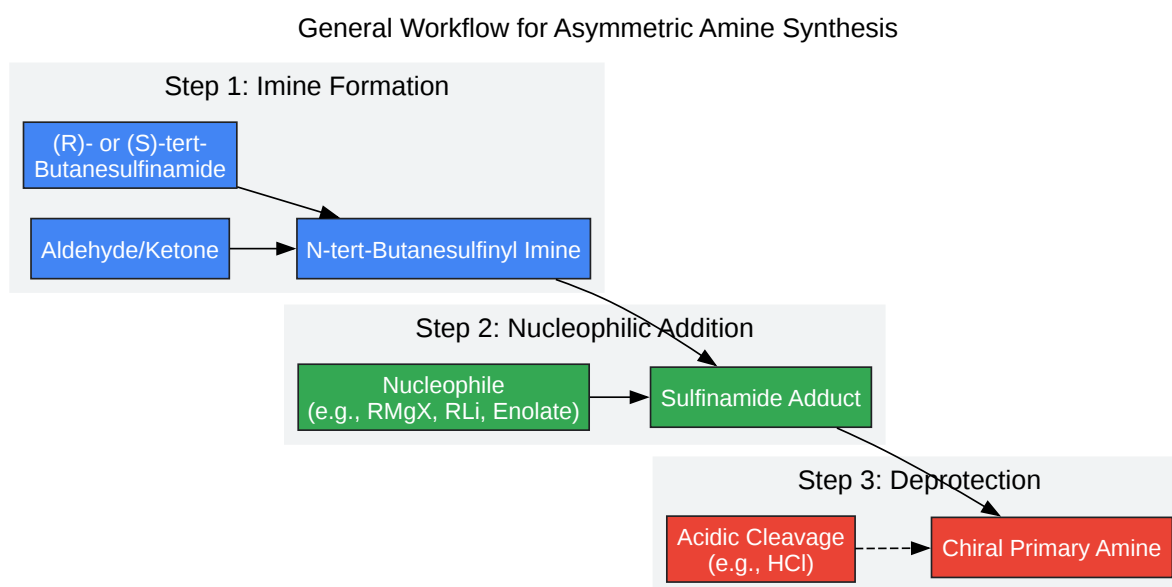 General Workflow for Asymmetric Amine Synthesis
Step 1: Imine Formation
(R)- or (S)-tert-
Butanesulfinamide
Aldehyde/Ketone
N-tert-Butanesulfinyl Imine
Step 2: Nucleophilic Addition
Nucleophile
(e.g., RMgX, RLi, Enolate)
Sulfinamide Adduct
Step 3: Deprotection
Acidic Cleavage
(e.g., HCl)
Chiral Primary Amine